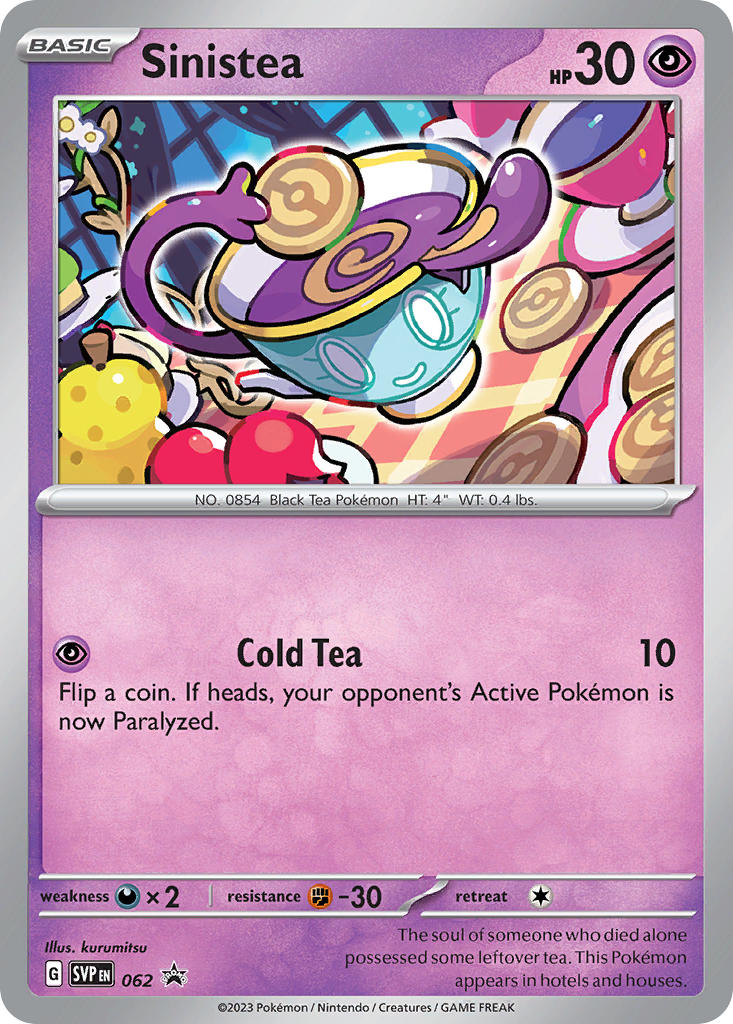 BASIC
Sinistea
HP 30
NO. 0854 Black Tea Pokémon HT: 4" WT: 0.4 lbs.
Cold Tea 10
Flip a coin. If heads, your opponent's Active Pokémon is
now Paralyzed.
weakness ×2 resistance -30 retreat
Illus. kurumitsu
The soul of someone who died alone
possessed some leftover tea. This Pokémon
appears in hotels and houses.
G SVP EN 062 PROMO
©2023 Pokémon / Nintendo / Creatures / GAME FREAK